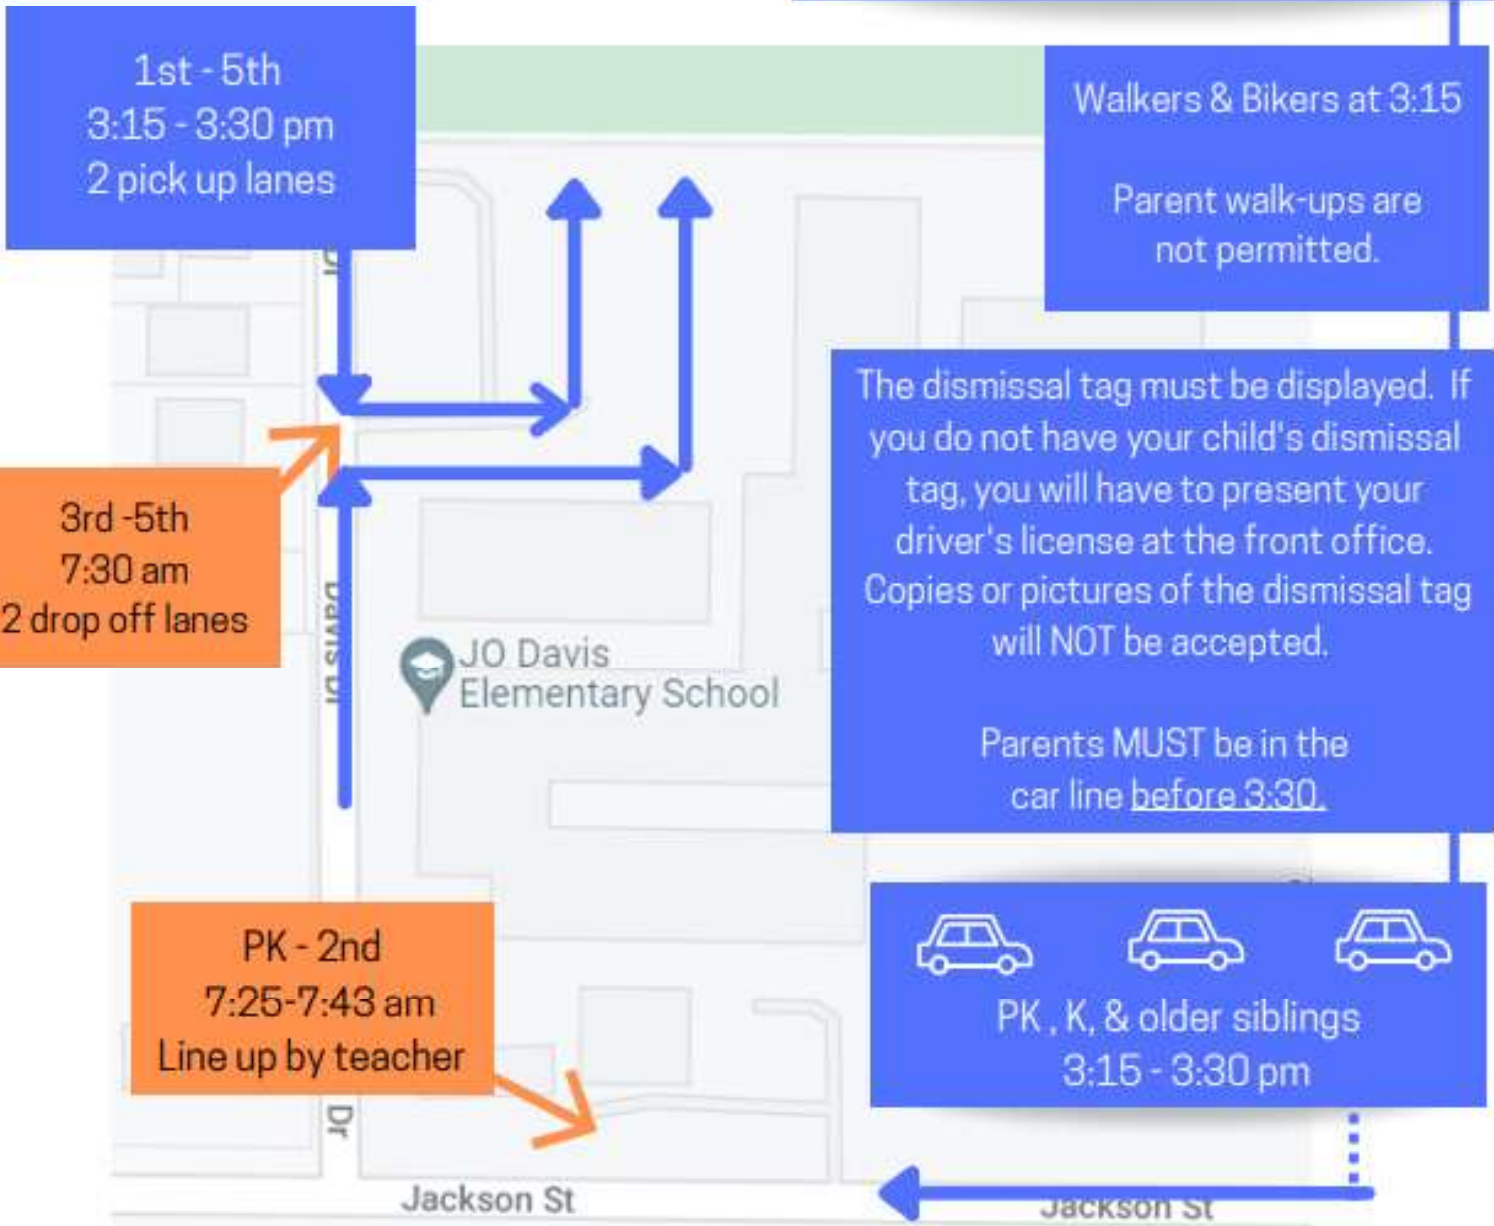 1st - 5th
3:15 - 3:30 pm
2 pick up lanes
Walkers & Bikers at 3:15
Parent walk-ups are
not permitted.
Dr
The dismissal tag must be displayed. If
you do not have your child's dismissal
tag, you will have to present your
driver's license at the front office.
Copies or pictures of the dismissal tag
will NOT be accepted.
Parents MUST be in the
car line before 3:30.
3rd -5th
7:30 am
2 drop off lanes
Davis Dr
JO Davis
Elementary School
PK - 2nd
7:25-7:43 am
Line up by teacher
PK , K, & older siblings
3:15 - 3:30 pm
Dr
Jackson St
Jackson St